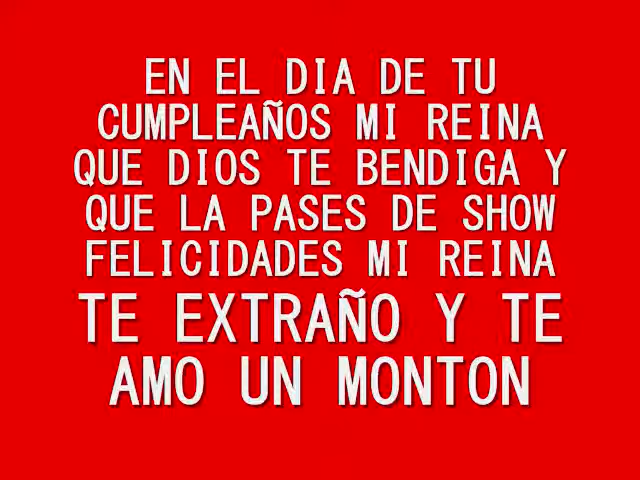 EN EL DIA DE TU
CUMPLEAÑOS MI REINA
QUE DIOS TE BENDIGA Y
QUE LA PASES DE SHOW
FELICIDADES MI REINA
TE EXTRAÑO Y TE
AMO UN MONTON